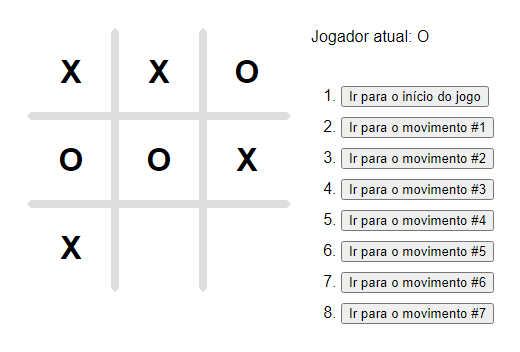 X X O
O O X
X
Jogador atual: O
1. Ir para o início do jogo
2. Ir para o movimento #1
3. Ir para o movimento #2
4. Ir para o movimento #3
5. Ir para o movimento #4
6. Ir para o movimento #5
7. Ir para o movimento #6
8. Ir para o movimento #7